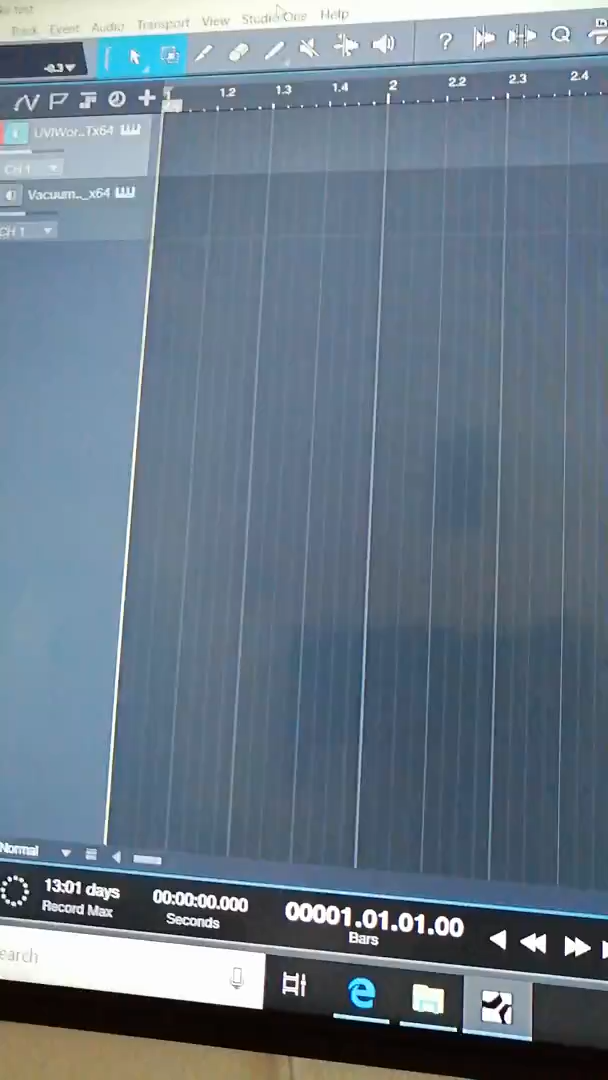 Track Event Audio Transport View Studio One Help
-0.3
?
1.2 1.3 1.4 2 2.2 2.3 2.4
UVIWor..Tx64
CH 1
Vacuum.._x64
CH 1
Normal
13:01 days
Record Max
00:00:00.000
Seconds
00001.01.01.00
Bars
earch